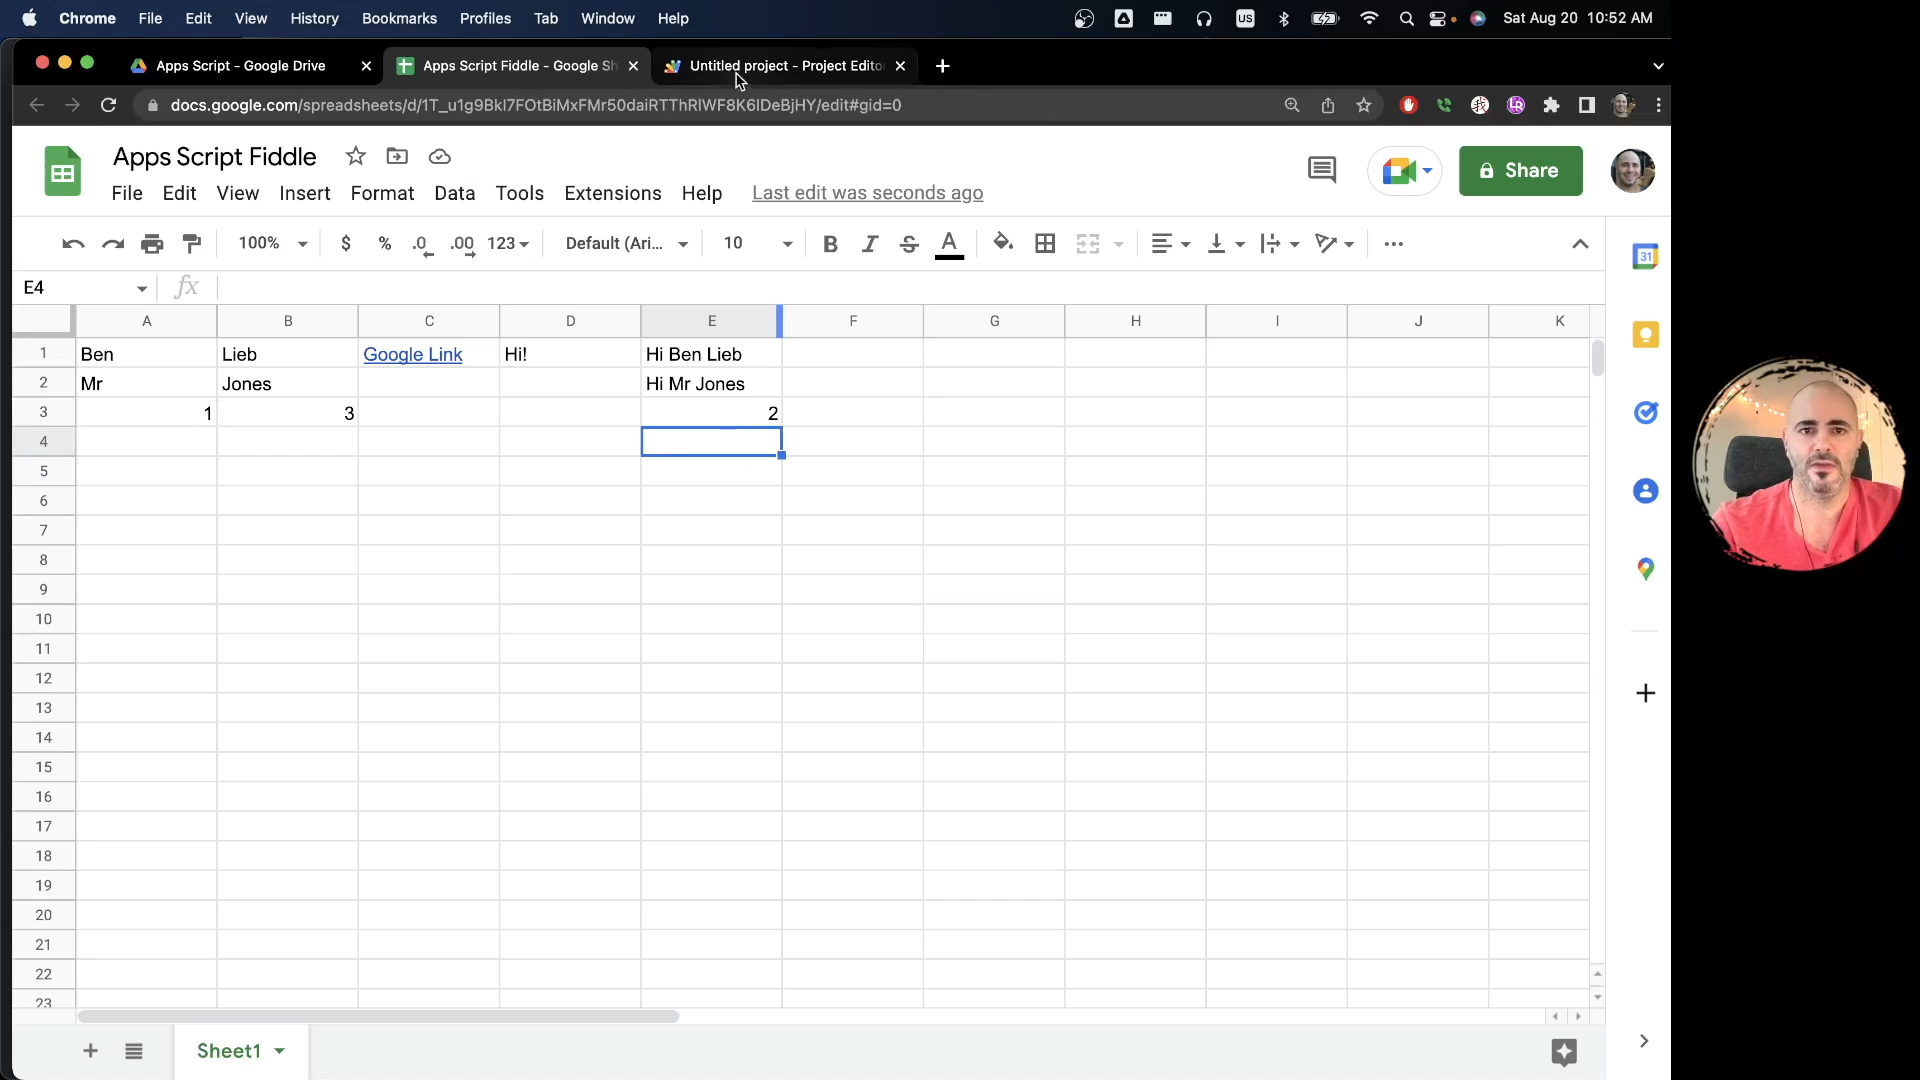 Chrome File Edit View History Bookmarks Profiles Tab Window Help US Sat Aug 20 10:52 AM
Apps Script - Google Drive Apps Script Fiddle - Google Sh Untitled project - Project Edito
docs.google.com/spreadsheets/d/1T_u1g9BkI7FOtBiMxFMr50daiRTThRIWF8K6IDeBjHY/edit#gid=0
Apps Script Fiddle
Share
File Edit View Insert Format Data Tools Extensions Help Last edit was seconds ago
100% $ % .0 .00 123 Default (Ari... 10 B I S A
31
E4 fx
A B C D E F G H I J K
1 Ben Lieb Google Link Hi! Hi Ben Lieb
2 Mr Jones Hi Mr Jones
3 1 3 2
4
5
6
7
8
9
10
11
12
13
14
15
16
17
18
19
20
21
22
23
Sheet1